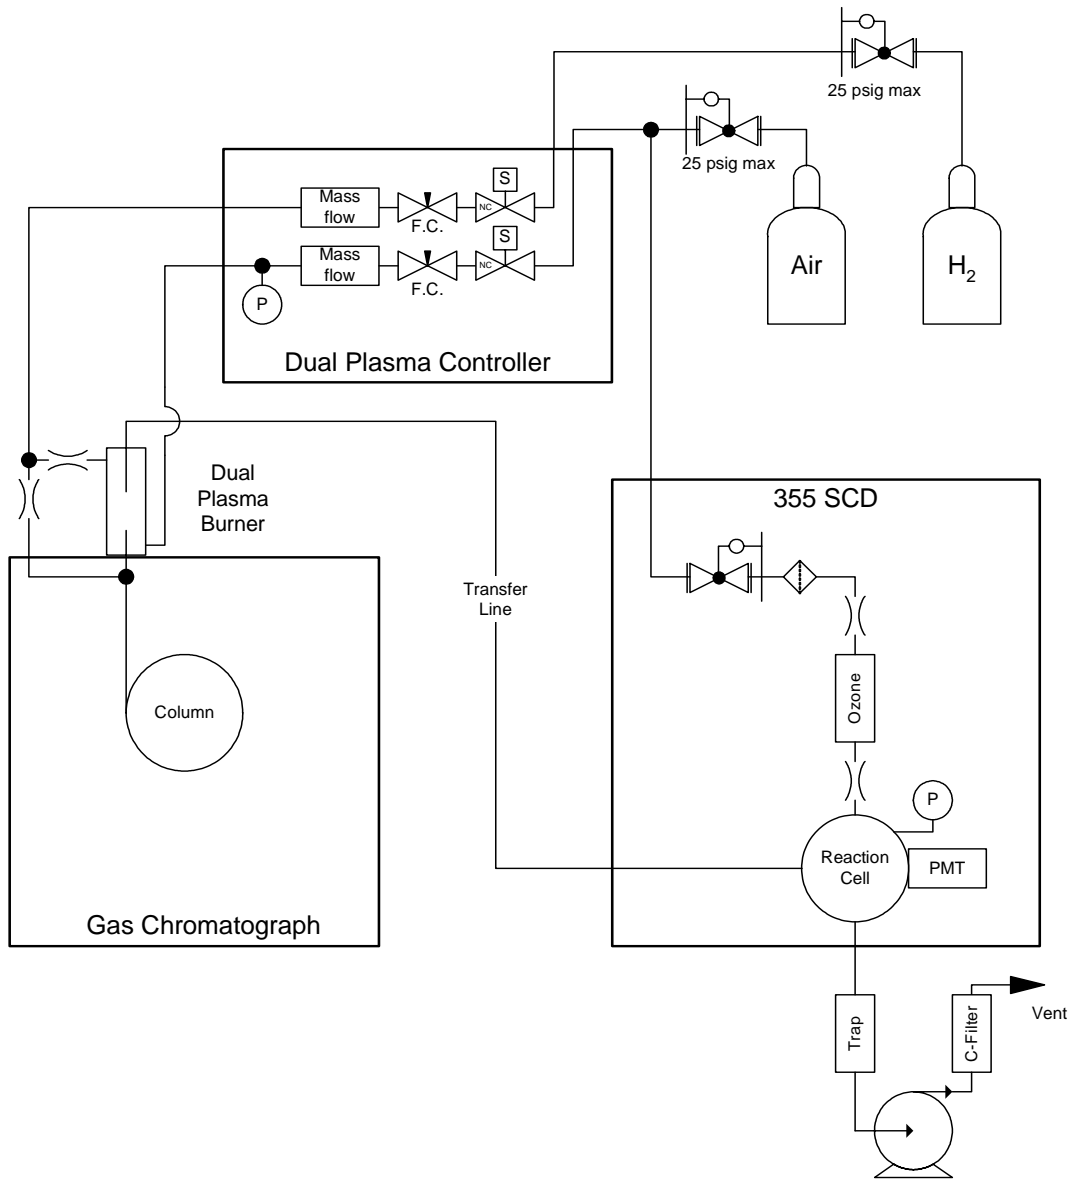 25 psig max
25 psig max
S
Mass
flow
F.C.
NC
S
Mass
flow
F.C.
NC
P
Air
H2
Dual Plasma Controller
Dual
Plasma
Burner
355 SCD
Transfer
Line
Ozone
Column
P
Reaction
Cell
PMT
Gas Chromatograph
Trap
C-Filter
Vent